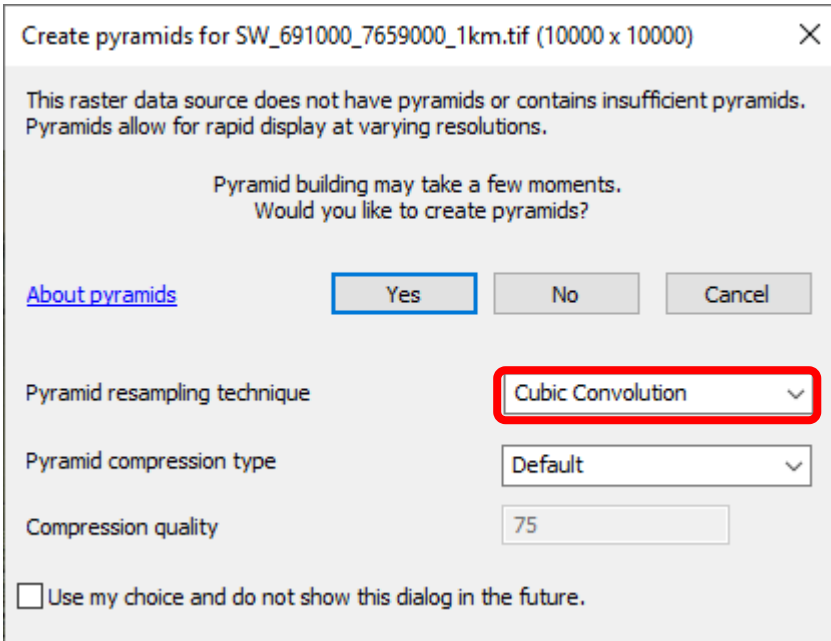 Create pyramids for SW_691000_7659000_1km.tif (10000 x 10000)
This raster data source does not have pyramids or contains insufficient pyramids.
Pyramids allow for rapid display at varying resolutions.
Pyramid building may take a few moments.
Would you like to create pyramids?
About pyramids Yes No Cancel
Pyramid resampling technique Cubic Convolution
Pyramid compression type Default
Compression quality 75
Use my choice and do not show this dialog in the future.